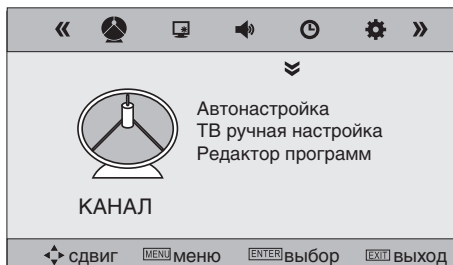 Автонастройка
ТВ ручная настройка
Редактор программ
КАНАЛ
сдвиг MENU меню ENTER выбор EXIT выход